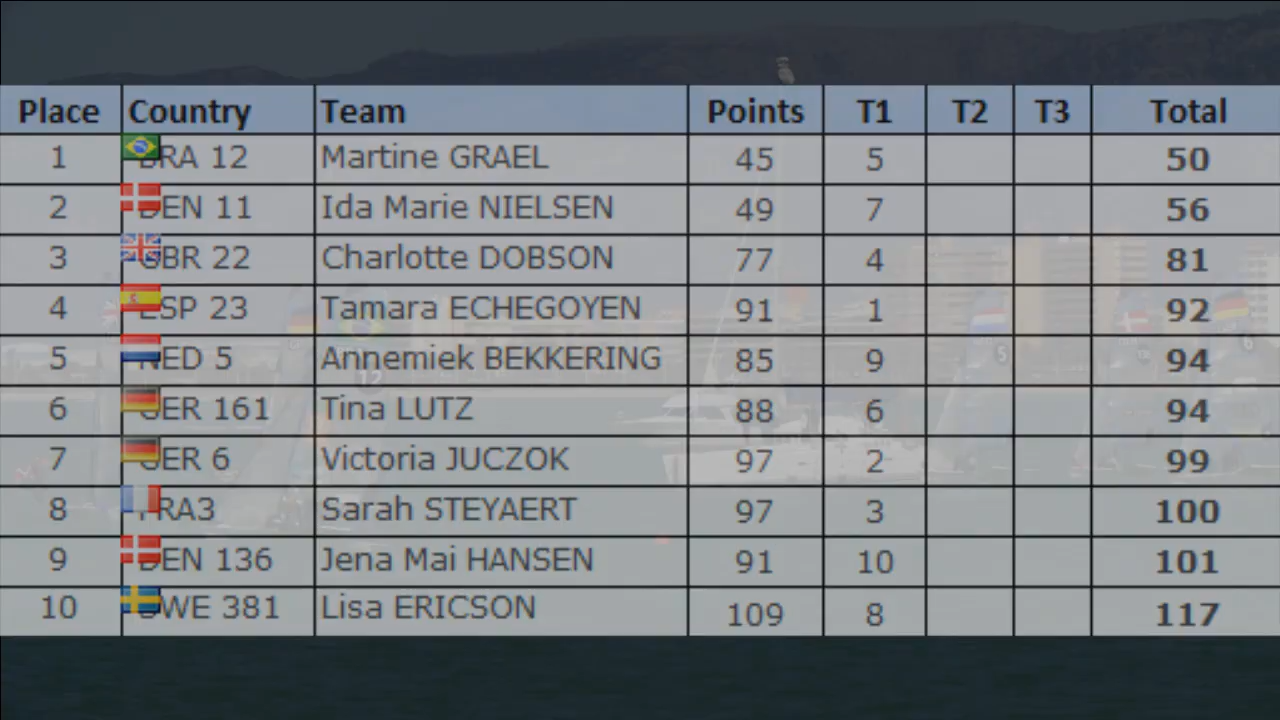 Place Country Team Points T1 T2 T3 Total
1 BRA 12 Martine GRAEL 45 5 50
2 DEN 11 Ida Marie NIELSEN 49 7 56
3 GBR 22 Charlotte DOBSON 77 4 81
4 ESP 23 Tamara ECHEGOYEN 91 1 92
5 NED 5 Annemiek BEKKERING 85 9 94
6 GER 161 Tina LUTZ 88 6 94
7 GER 6 Victoria JUCZOK 97 2 99
8 FRA3 Sarah STEYAERT 97 3 100
9 DEN 136 Jena Mai HANSEN 91 10 101
10 SWE 381 Lisa ERICSON 109 8 117
12
5
6